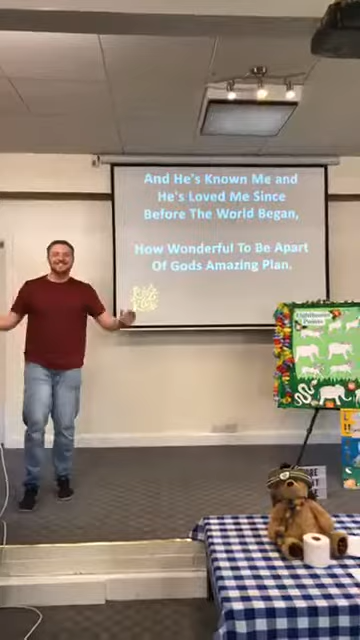 And He's Known Me and
He's Loved Me Since
Before The World Began,
How Wonderful To Be Apart
Of Gods Amazing Plan.